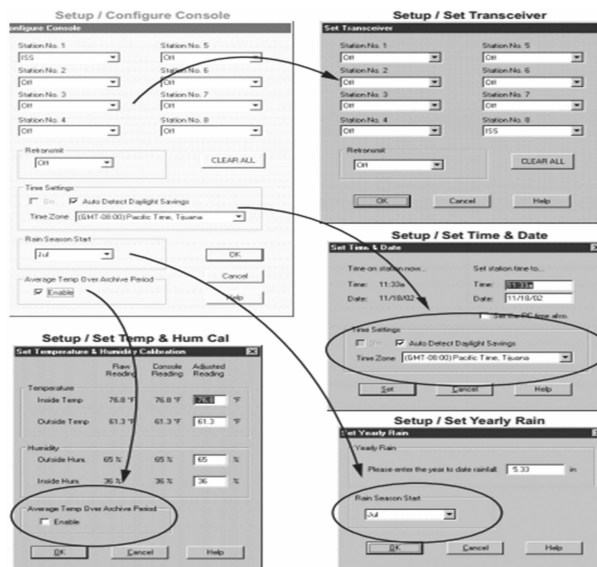 Setup / Configure Console
Configure Console
Station No. 1
ISS
Station No. 2
Off
Station No. 3
Off
Station No. 4
Off
Station No. 5
Off
Station No. 6
Off
Station No. 7
Off
Station No. 8
Off
Retransmit
Off
CLEAR ALL
Time Settings
Auto Detect Daylight Savings
Time Zone
(GMT-08:00) Pacific Time, Tijuana
Rain Season Start
Jul
OK
Cancel
Help
Average Temp Over Archive Period
Enable
Setup / Set Transceiver
Set Transceiver
Station No. 1
Off
Station No. 2
Off
Station No. 3
Off
Station No. 4
Off
Station No. 5
Off
Station No. 6
Off
Station No. 7
Off
Station No. 8
ISS
Retransmit
Off
CLEAR ALL
OK
Cancel
Help
Setup / Set Time & Date
Set Time & Date
Time on station now...
Time: 11:33a
Date: 11/18/02
Set station time to...
Time: 11:33a
Date: 11/18/02
Set the PC time also.
Time Settings
Auto Detect Daylight Savings
Time Zone
(GMT-08:00) Pacific Time, Tijuana
Set
Cancel
Help
Setup / Set Temp & Hum Cal
Set Temperature & Humidity Calibration
Raw Reading
Console Reading
Adjusted Reading
Temperature
Inside Temp 76.8 °F 76.8 °F 76.8 °F
Outside Temp 61.3 °F 61.3 °F 61.3 °F
Humidity
Outside Hum. 65 % 65 % 65 %
Inside Hum. 36 % 36 % 36 %
Average Temp Over Archive Period
Enable
OK
Cancel
Help
Setup / Set Yearly Rain
Set Yearly Rain
Yearly Rain
Please enter the year to date rainfall: 5.33 in
Rain Season Start
Jul
OK
Cancel
Help